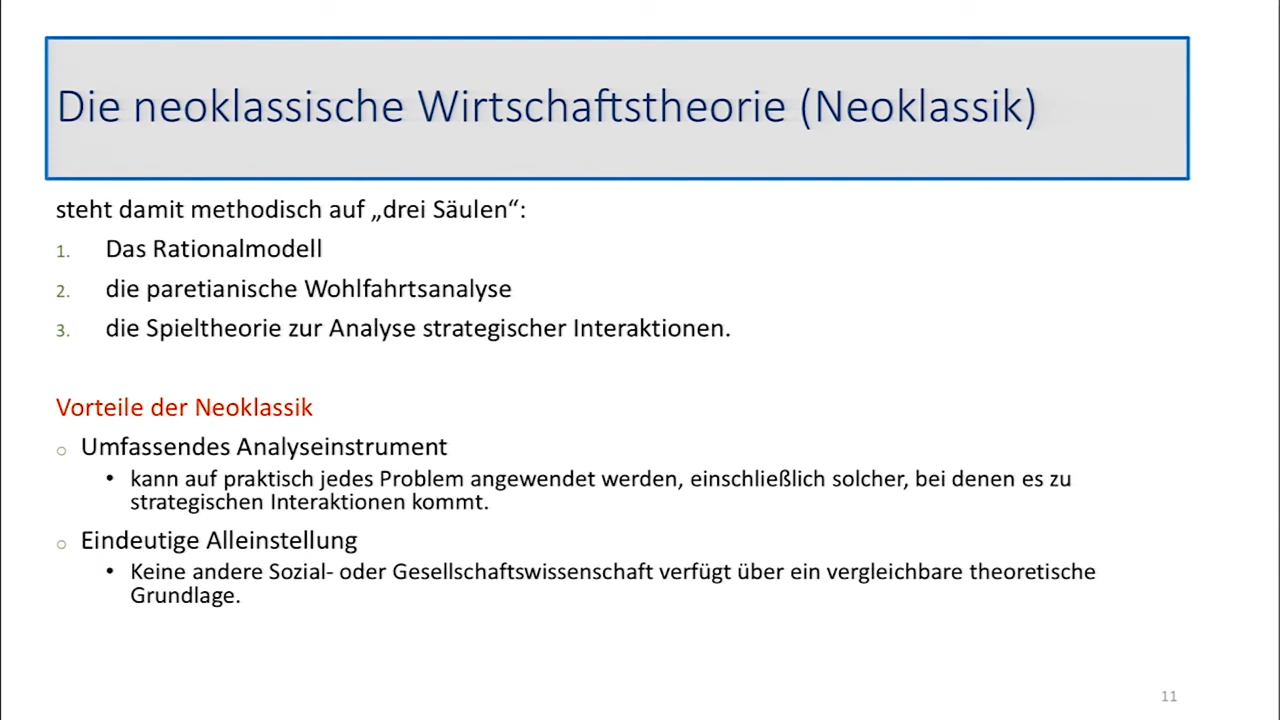 Die neoklassische Wirtschaftstheorie (Neoklassik)
steht damit methodisch auf „drei Säulen“:
1. Das Rationalmodell
2. die paretianische Wohlfahrtsanalyse
3. die Spieltheorie zur Analyse strategischer Interaktionen.
Vorteile der Neoklassik
○ Umfassendes Analyseinstrument
• kann auf praktisch jedes Problem angewendet werden, einschließlich solcher, bei denen es zu
strategischen Interaktionen kommt.
○ Eindeutige Alleinstellung
• Keine andere Sozial- oder Gesellschaftswissenschaft verfügt über ein vergleichbare theoretische
Grundlage.
11